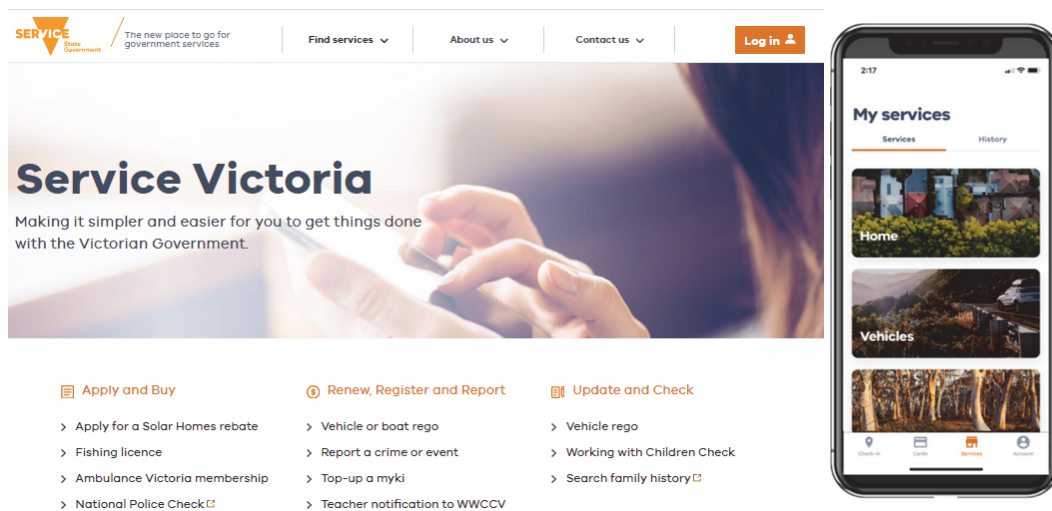 SERVICE
State
Government
The new place to go for
government services
Find services
About us
Contact us
Log in
Service Victoria
Making it simpler and easier for you to get things done
with the Victorian Government.
Apply and Buy
Apply for a Solar Homes rebate
Fishing licence
Ambulance Victoria membership
National Police Check
Renew, Register and Report
Vehicle or boat rego
Report a crime or event
Top-up a myki
Teacher notification to WWCCV
Update and Check
Vehicle rego
Working with Children Check
Search family history
2:17
My services
Services History
Home
Vehicles
Check-in Cards Services Account